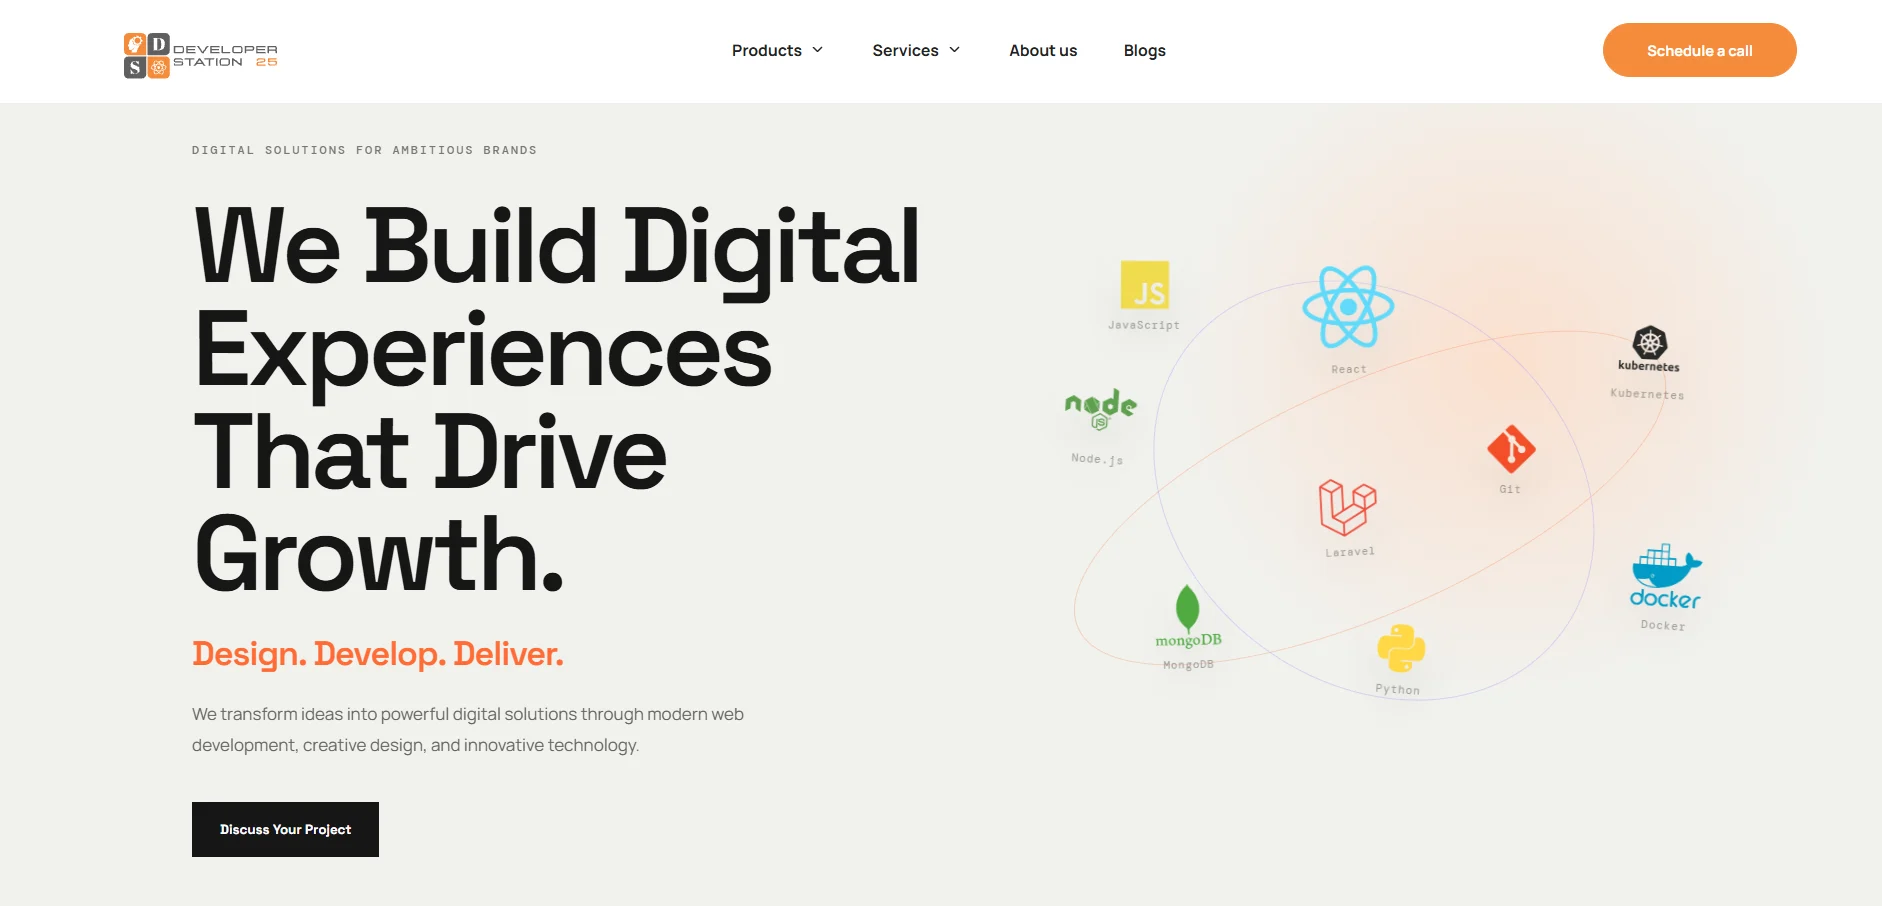 D
S
DEVELOPER
STATION 25
Products
Services
About us
Blogs
Schedule a call
DIGITAL SOLUTIONS FOR AMBITIOUS BRANDS
We Build Digital
Experiences
That Drive
Growth.
Design. Develop. Deliver.
We transform ideas into powerful digital solutions through modern web
development, creative design, and innovative technology.
Discuss Your Project
JS
JavaScript
React
kubernetes
Kubernetes
node
JS
Node.js
Git
Laravel
docker
Docker
mongoDB
MongoDB
Python